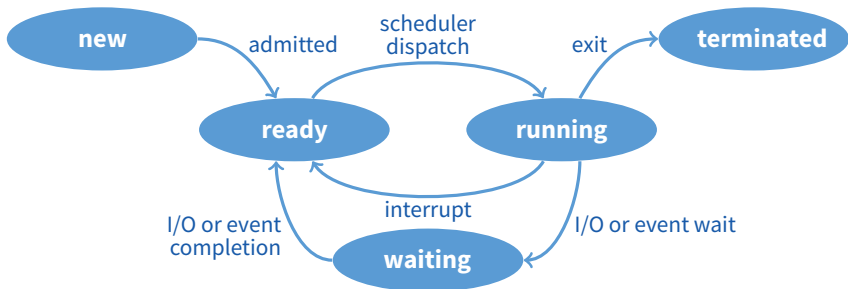 new
admitted
scheduler
dispatch
exit
terminated
ready
running
interrupt
I/O or event
completion
I/O or event wait
waiting